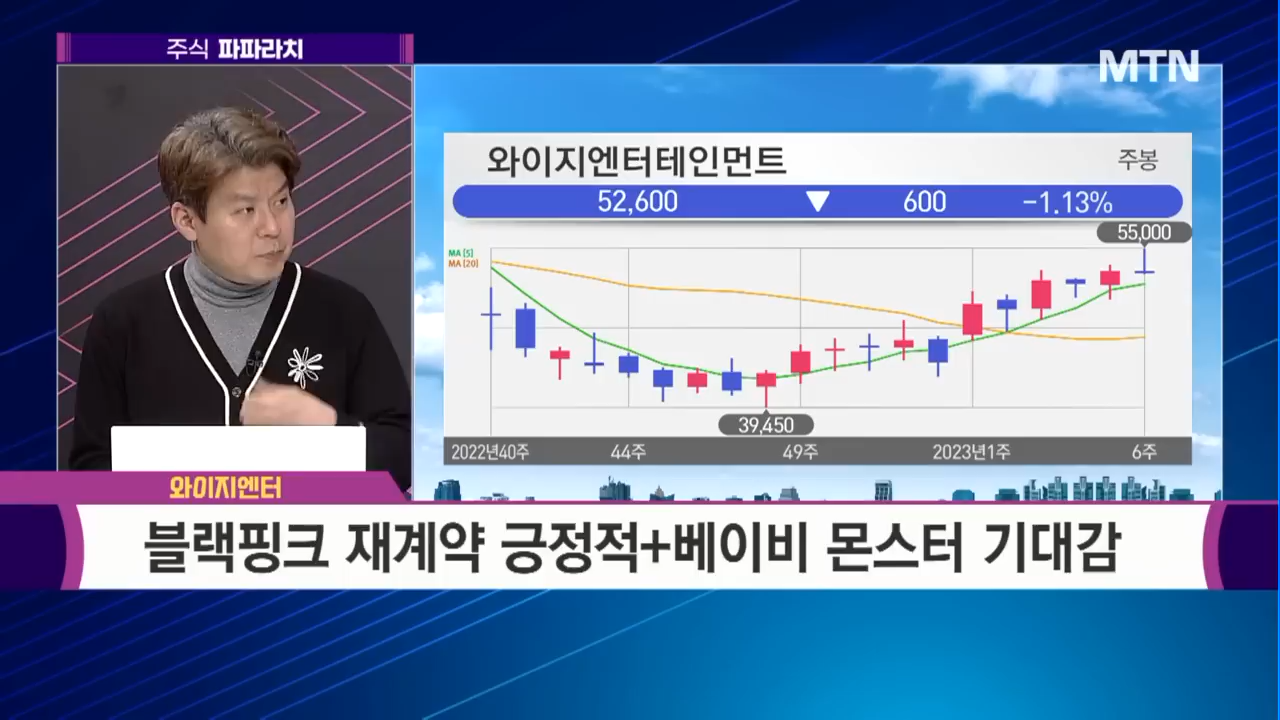 주식 파파라치
MTN
와이지엔터테인먼트
주봉
52,600 ▼ 600 -1.13%
55,000
MA [5]
MA [20]
39,450
2022년40주 44주 49주 2023년1주 6주
와이지엔터
블랙핑크 재계약 긍정적+베이비 몬스터 기대감